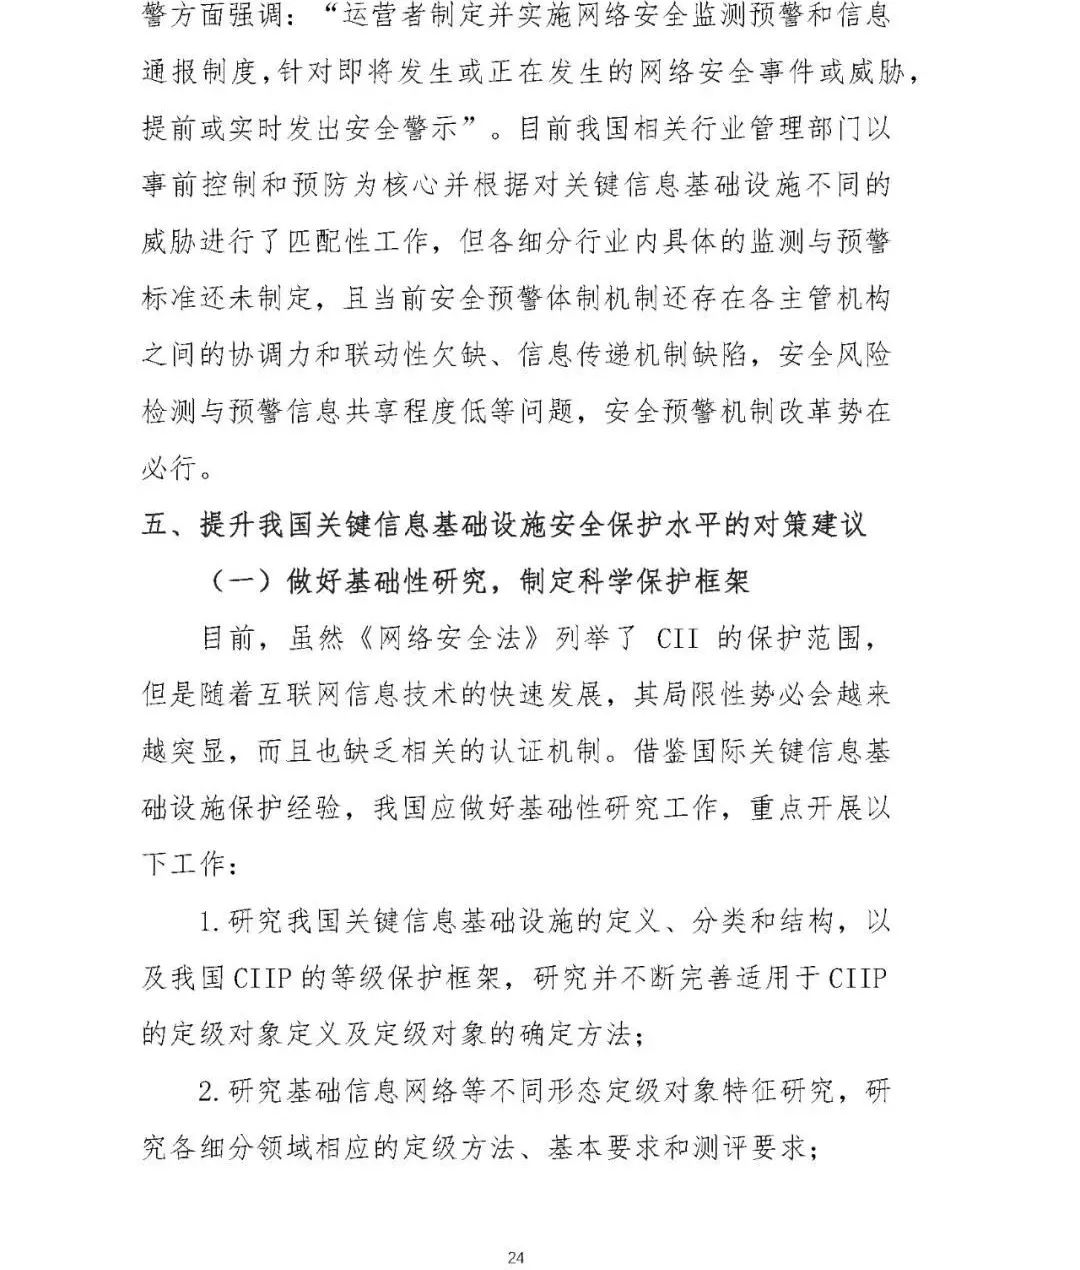 警方面强调：“运营者制定并实施网络安全监测预警和信息
通报制度,针对即将发生或正在发生的网络安全事件或威胁，
提前或实时发出安全警示”。目前我国相关行业管理部门以
事前控制和预防为核心并根据对关键信息基础设施不同的
威胁进行了匹配性工作，但各细分行业内具体的监测与预警
标准还未制定，且当前安全预警体制机制还存在各主管机构
之间的协调力和联动性欠缺、信息传递机制缺陷，安全风险
检测与预警信息共享程度低等问题，安全预警机制改革势在
必行。
五、提升我国关键信息基础设施安全保护水平的对策建议
（一）做好基础性研究，制定科学保护框架
目前，虽然《网络安全法》列举了 CII 的保护范围，
但是随着互联网信息技术的快速发展，其局限性势必会越来
越突显，而且也缺乏相关的认证机制。借鉴国际关键信息基
础设施保护经验，我国应做好基础性研究工作，重点开展以
下工作：
1.研究我国关键信息基础设施的定义、分类和结构，以
及我国CIIP的等级保护框架，研究并不断完善适用于CIIP
的定级对象定义及定级对象的确定方法；
2.研究基础信息网络等不同形态定级对象特征研究，研
究各细分领域相应的定级方法、基本要求和测评要求；
24